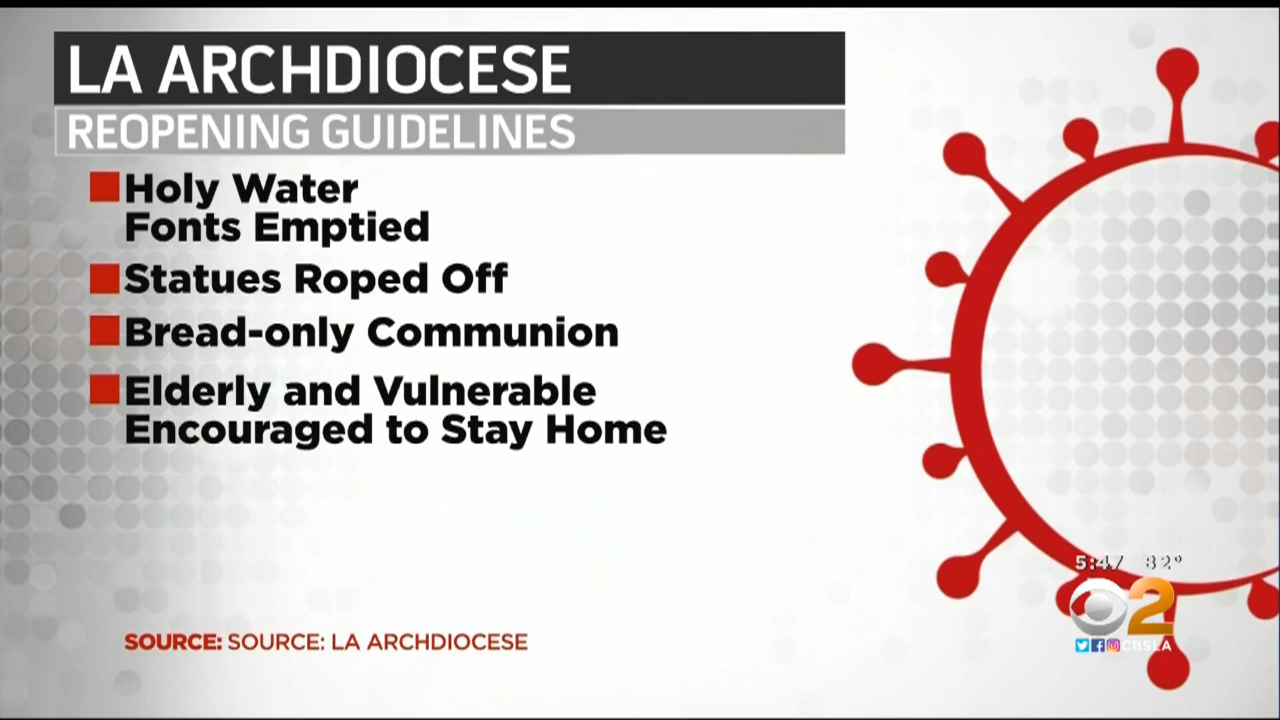 LA ARCHDIOCESE
REOPENING GUIDELINES
Holy Water
Fonts Emptied
Statues Roped Off
Bread-only Communion
Elderly and Vulnerable
Encouraged to Stay Home
5:47 82°
2
CBSLA
SOURCE: SOURCE: LA ARCHDIOCESE